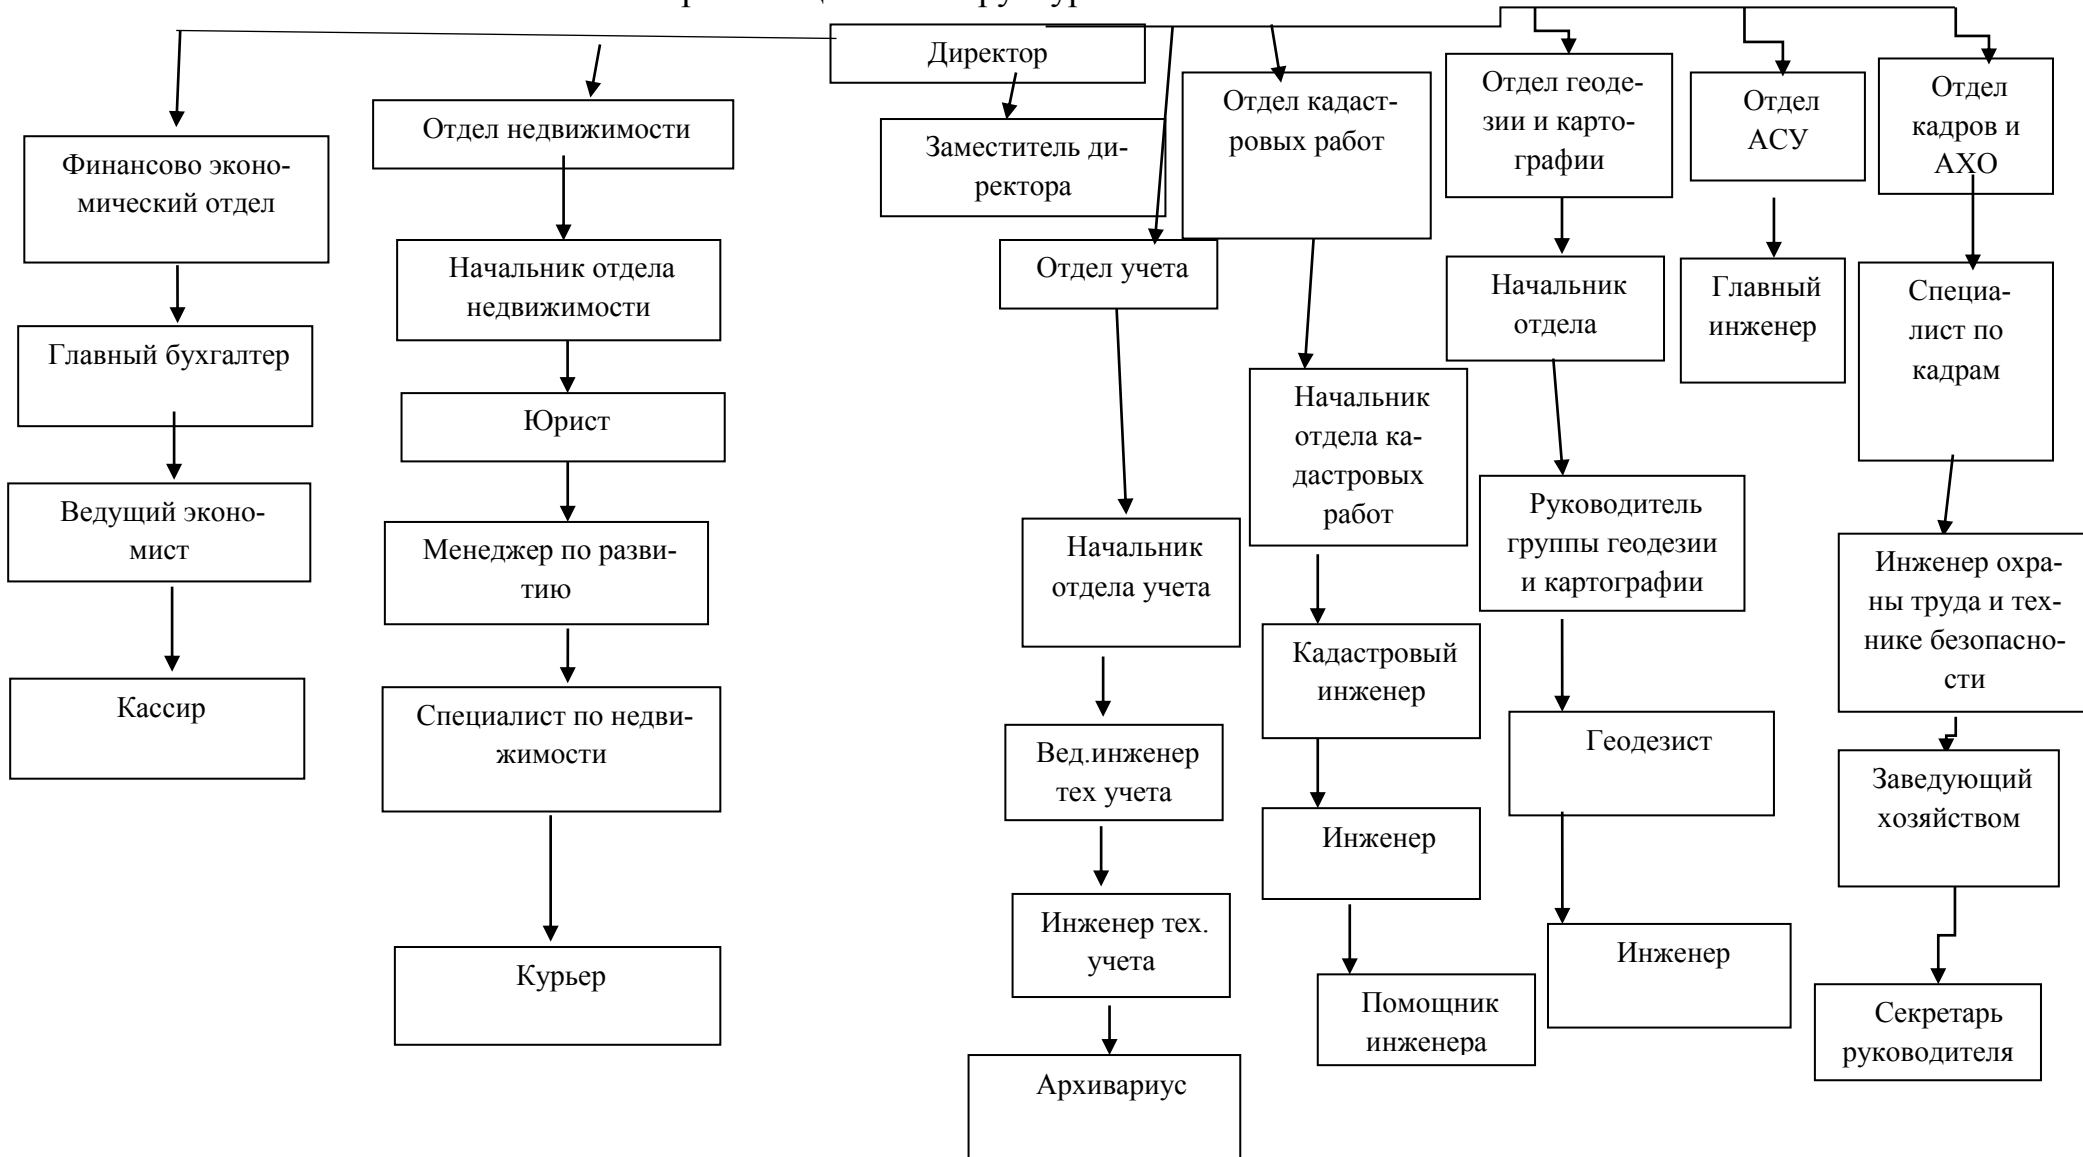 Директор
Заместитель ди-
ректора
Финансово эконо-
мический отдел
Главный бухгалтер
Ведущий эконо-
мист
Кассир
Отдел недвижимости
Начальник отдела
недвижимости
Юрист
Менеджер по разви-
тию
Специалист по недви-
жимости
Курьер
Отдел учета
Начальник
отдела учета
Вед.инженер
тех учета
Инженер тех.
учета
Архивариус
Отдел кадаст-
ровых работ
Начальник
отдела ка-
дастровых
работ
Кадастровый
инженер
Инженер
Помощник
инженера
Отдел геоде-
зии и карто-
графии
Начальник
отдела
Руководитель
группы геодезии
и картографии
Геодезист
Инженер
Отдел
АСУ
Главный
инженер
Отдел
кадров и
АХО
Специа-
лист по
кадрам
Инженер охра-
ны труда и тех-
нике безопасно-
сти
Заведующий
хозяйством
Секретарь
руководителя